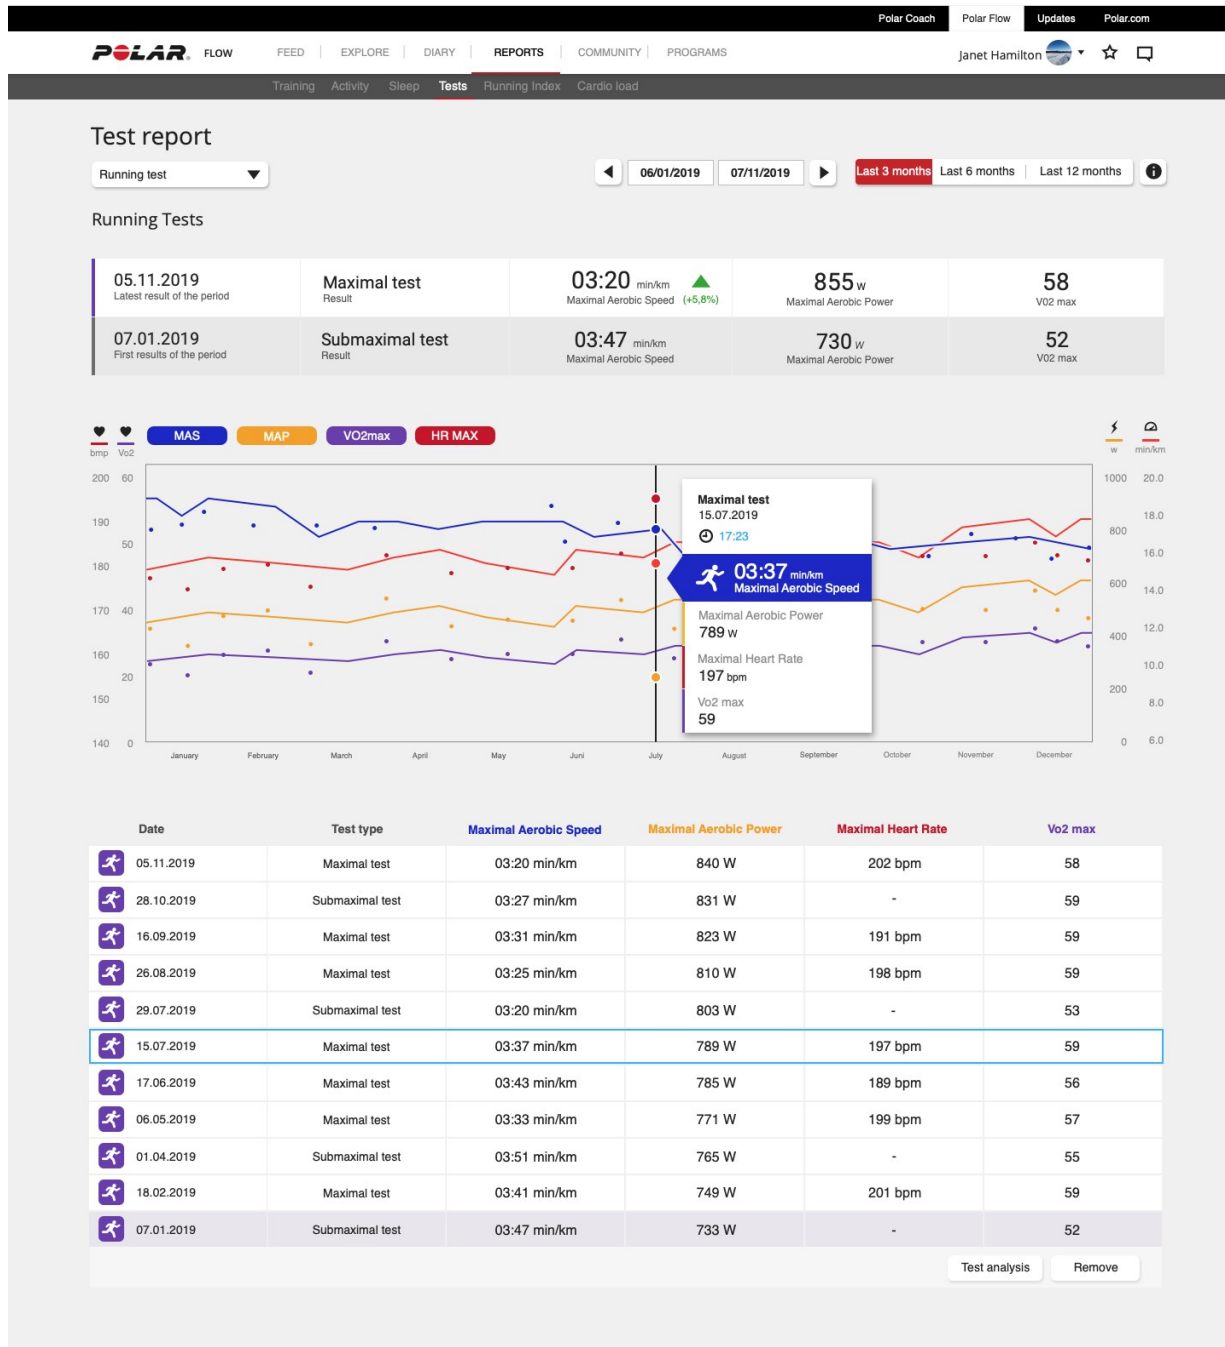 Polar Coach Polar Flow Updates Polar.com
POLAR. FLOW FEED EXPLORE DIARY REPORTS COMMUNITY PROGRAMS Janet Hamilton
Training Activity Sleep Tests Running Index Cardio load
Test report
Running test 06/01/2019 07/11/2019 Last 3 months Last 6 months Last 12 months i
Running Tests
05.11.2019 Maximal test 03:20 min/km 855 w 58
Latest result of the period Result Maximal Aerobic Speed (+5,8%) Maximal Aerobic Power V02 max
07.01.2019 Submaximal test 03:47 min/km 730 w 52
First results of the period Result Maximal Aerobic Speed Maximal Aerobic Power V02 max
MAS MAP VO2max HR MAX
bmp Vo2 w min/km
200 60 1000 20.0
190 18.0
50 800
180 16.0
600 14.0
170 40
400 12.0
160 10.0
20 200
150 8.0
140 0 0 6.0
Maximal test
15.07.2019
17:23
03:37 min/km
Maximal Aerobic Speed
Maximal Aerobic Power
789 w
Maximal Heart Rate
197 bpm
Vo2 max
59
January February March April May Juni July August September October November December
Date Test type Maximal Aerobic Speed Maximal Aerobic Power Maximal Heart Rate Vo2 max
05.11.2019 Maximal test 03:20 min/km 840 W 202 bpm 58
28.10.2019 Submaximal test 03:27 min/km 831 W - 59
16.09.2019 Maximal test 03:31 min/km 823 W 191 bpm 59
26.08.2019 Maximal test 03:25 min/km 810 W 198 bpm 59
29.07.2019 Submaximal test 03:20 min/km 803 W - 53
15.07.2019 Maximal test 03:37 min/km 789 W 197 bpm 59
17.06.2019 Maximal test 03:43 min/km 785 W 189 bpm 56
06.05.2019 Maximal test 03:33 min/km 771 W 199 bpm 57
01.04.2019 Submaximal test 03:51 min/km 765 W - 55
18.02.2019 Maximal test 03:41 min/km 749 W 201 bpm 59
07.01.2019 Submaximal test 03:47 min/km 733 W - 52
Test analysis Remove